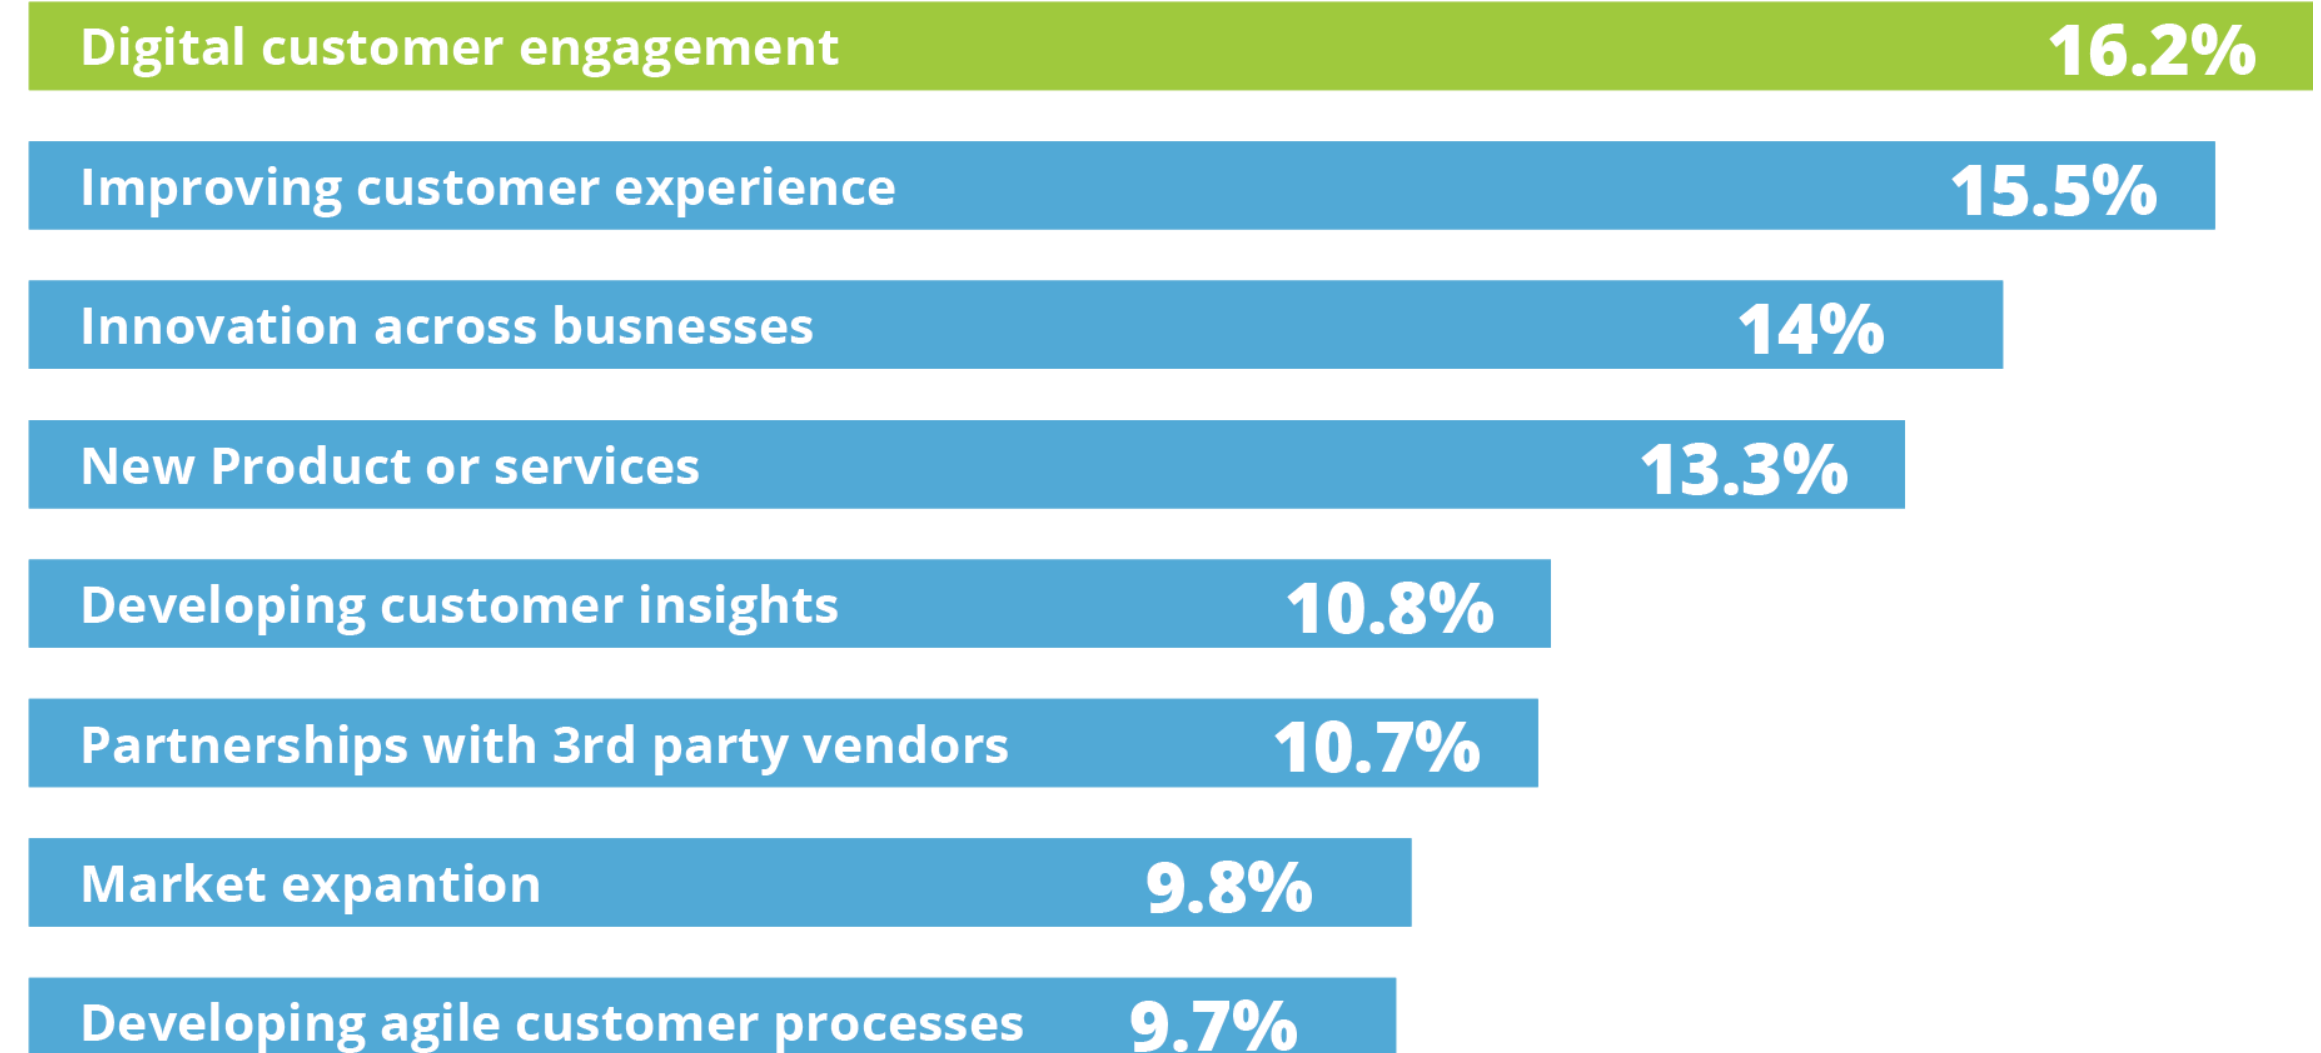 Digital customer engagement 16.2%
Improving customer experience 15.5%
Innovation across busnesses 14%
New Product or services 13.3%
Developing customer insights 10.8%
Partnerships with 3rd party vendors 10.7%
Market expantion 9.8%
Developing agile customer processes 9.7%